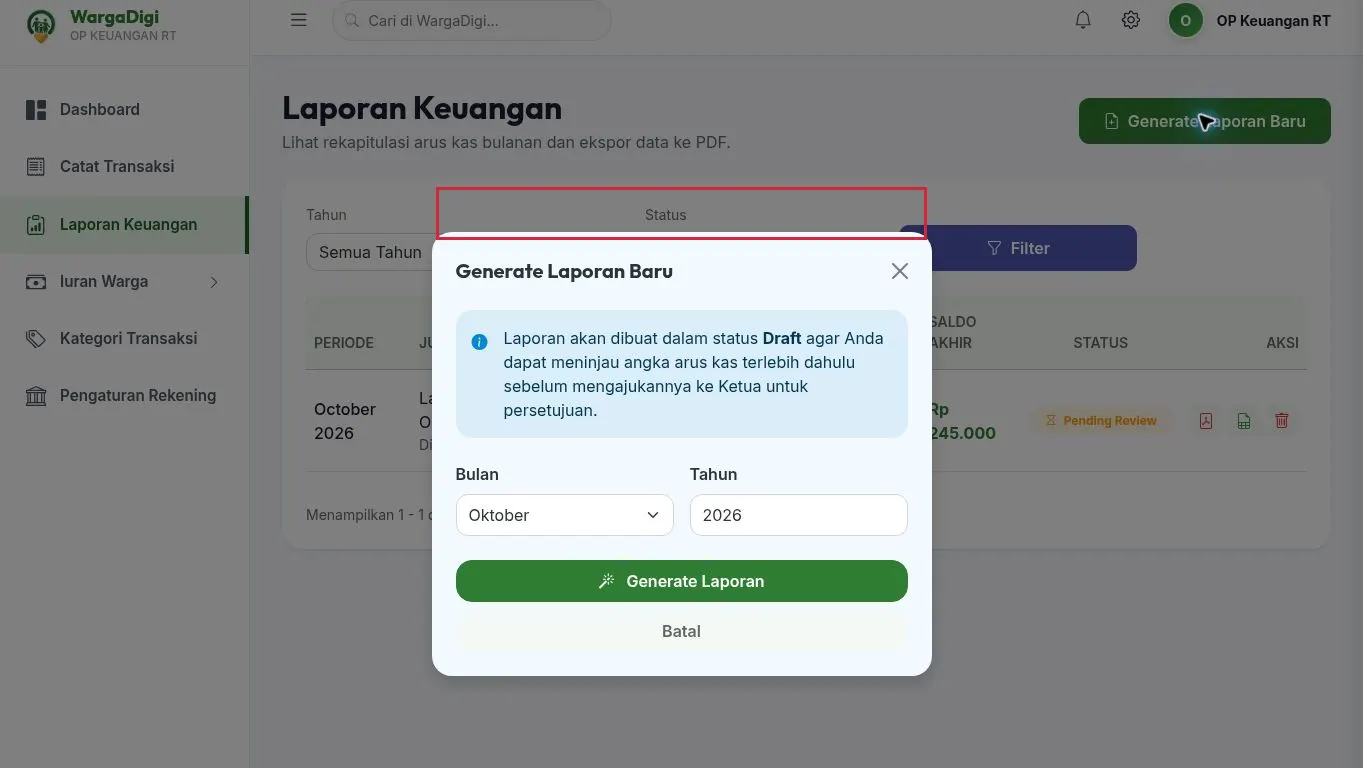 WargaDigi
OP KEUANGAN RT
Cari di WargaDigi...
O
OP Keuangan RT
Dashboard
Catat Transaksi
Laporan Keuangan
Iuran Warga
Kategori Transaksi
Pengaturan Rekening
Laporan Keuangan
Lihat rekapitulasi arus kas bulanan dan ekspor data ke PDF.
Generate Laporan Baru
Tahun
Status
Semua Tahun
Filter
PERIODE
SALDO
AKHIR
STATUS
AKSI
October
2026
Rp
245.000
Pending Review
Menampilkan 1 - 1
Generate Laporan Baru
Laporan akan dibuat dalam status Draft agar Anda
dapat meninjau angka arus kas terlebih dahulu
sebelum mengajukannya ke Ketua untuk
persetujuan.
Bulan
Tahun
Oktober
2026
Generate Laporan
Batal